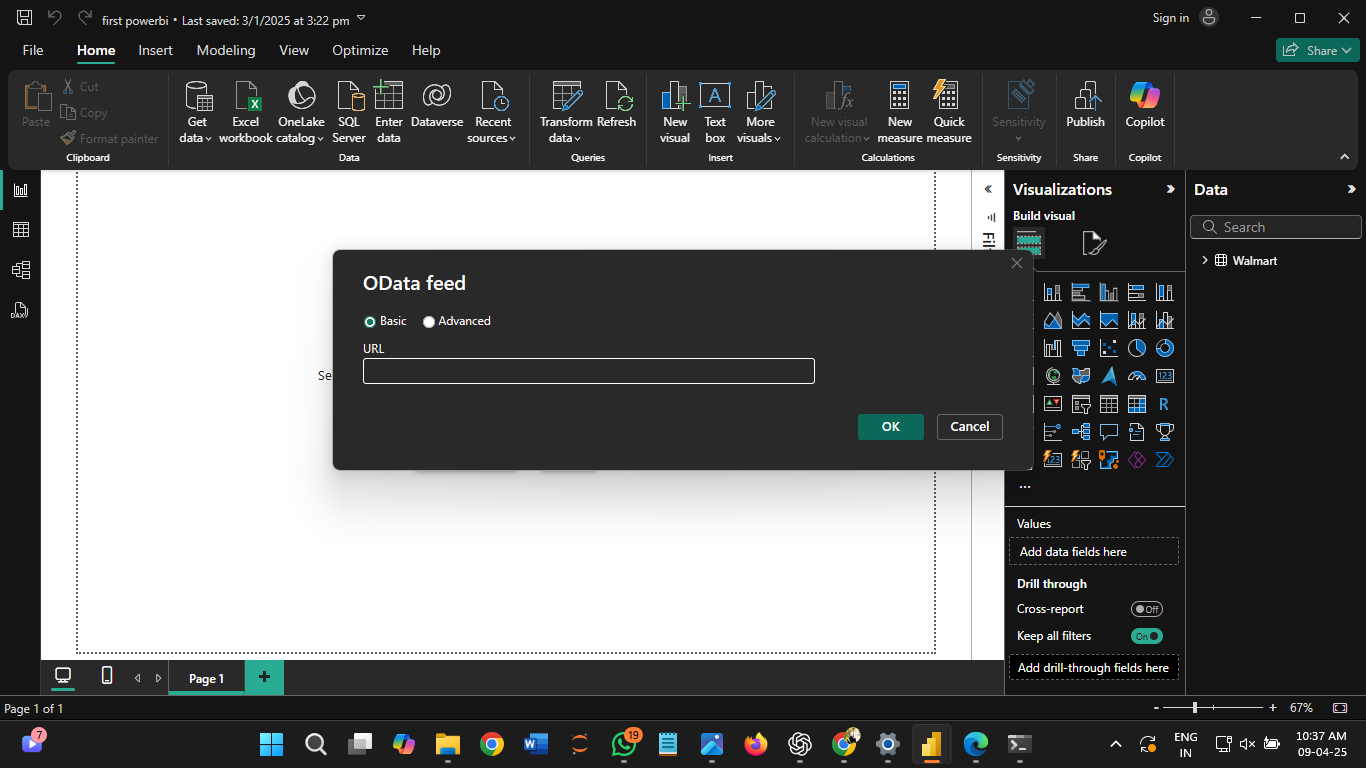 first powerbi • Last saved: 3/1/2025 at 3:22 pm
Sign in
File Home Insert Modeling View Optimize Help
Share
Paste
Cut
Copy
Format painter
Clipboard
Get data
Excel workbook
OneLake catalog
SQL Server
Enter data
Dataverse
Recent sources
Data
Transform data
Refresh
Queries
New visual
Text box
More visuals
Insert
New visual calculation
New measure
Quick measure
Calculations
Sensitivity
Sensitivity
Publish
Share
Copilot
Copilot
Visualizations
Build visual
Data
Search
Walmart
OData feed
Basic
Advanced
URL
OK
Cancel
Se
123
R
123
...
Values
Add data fields here
Drill through
Cross-report
Off
Keep all filters
On
Add drill-through fields here
Page 1
+
Page 1 of 1
- + 67%
7
19
ENG
IN
10:37 AM
09-04-25